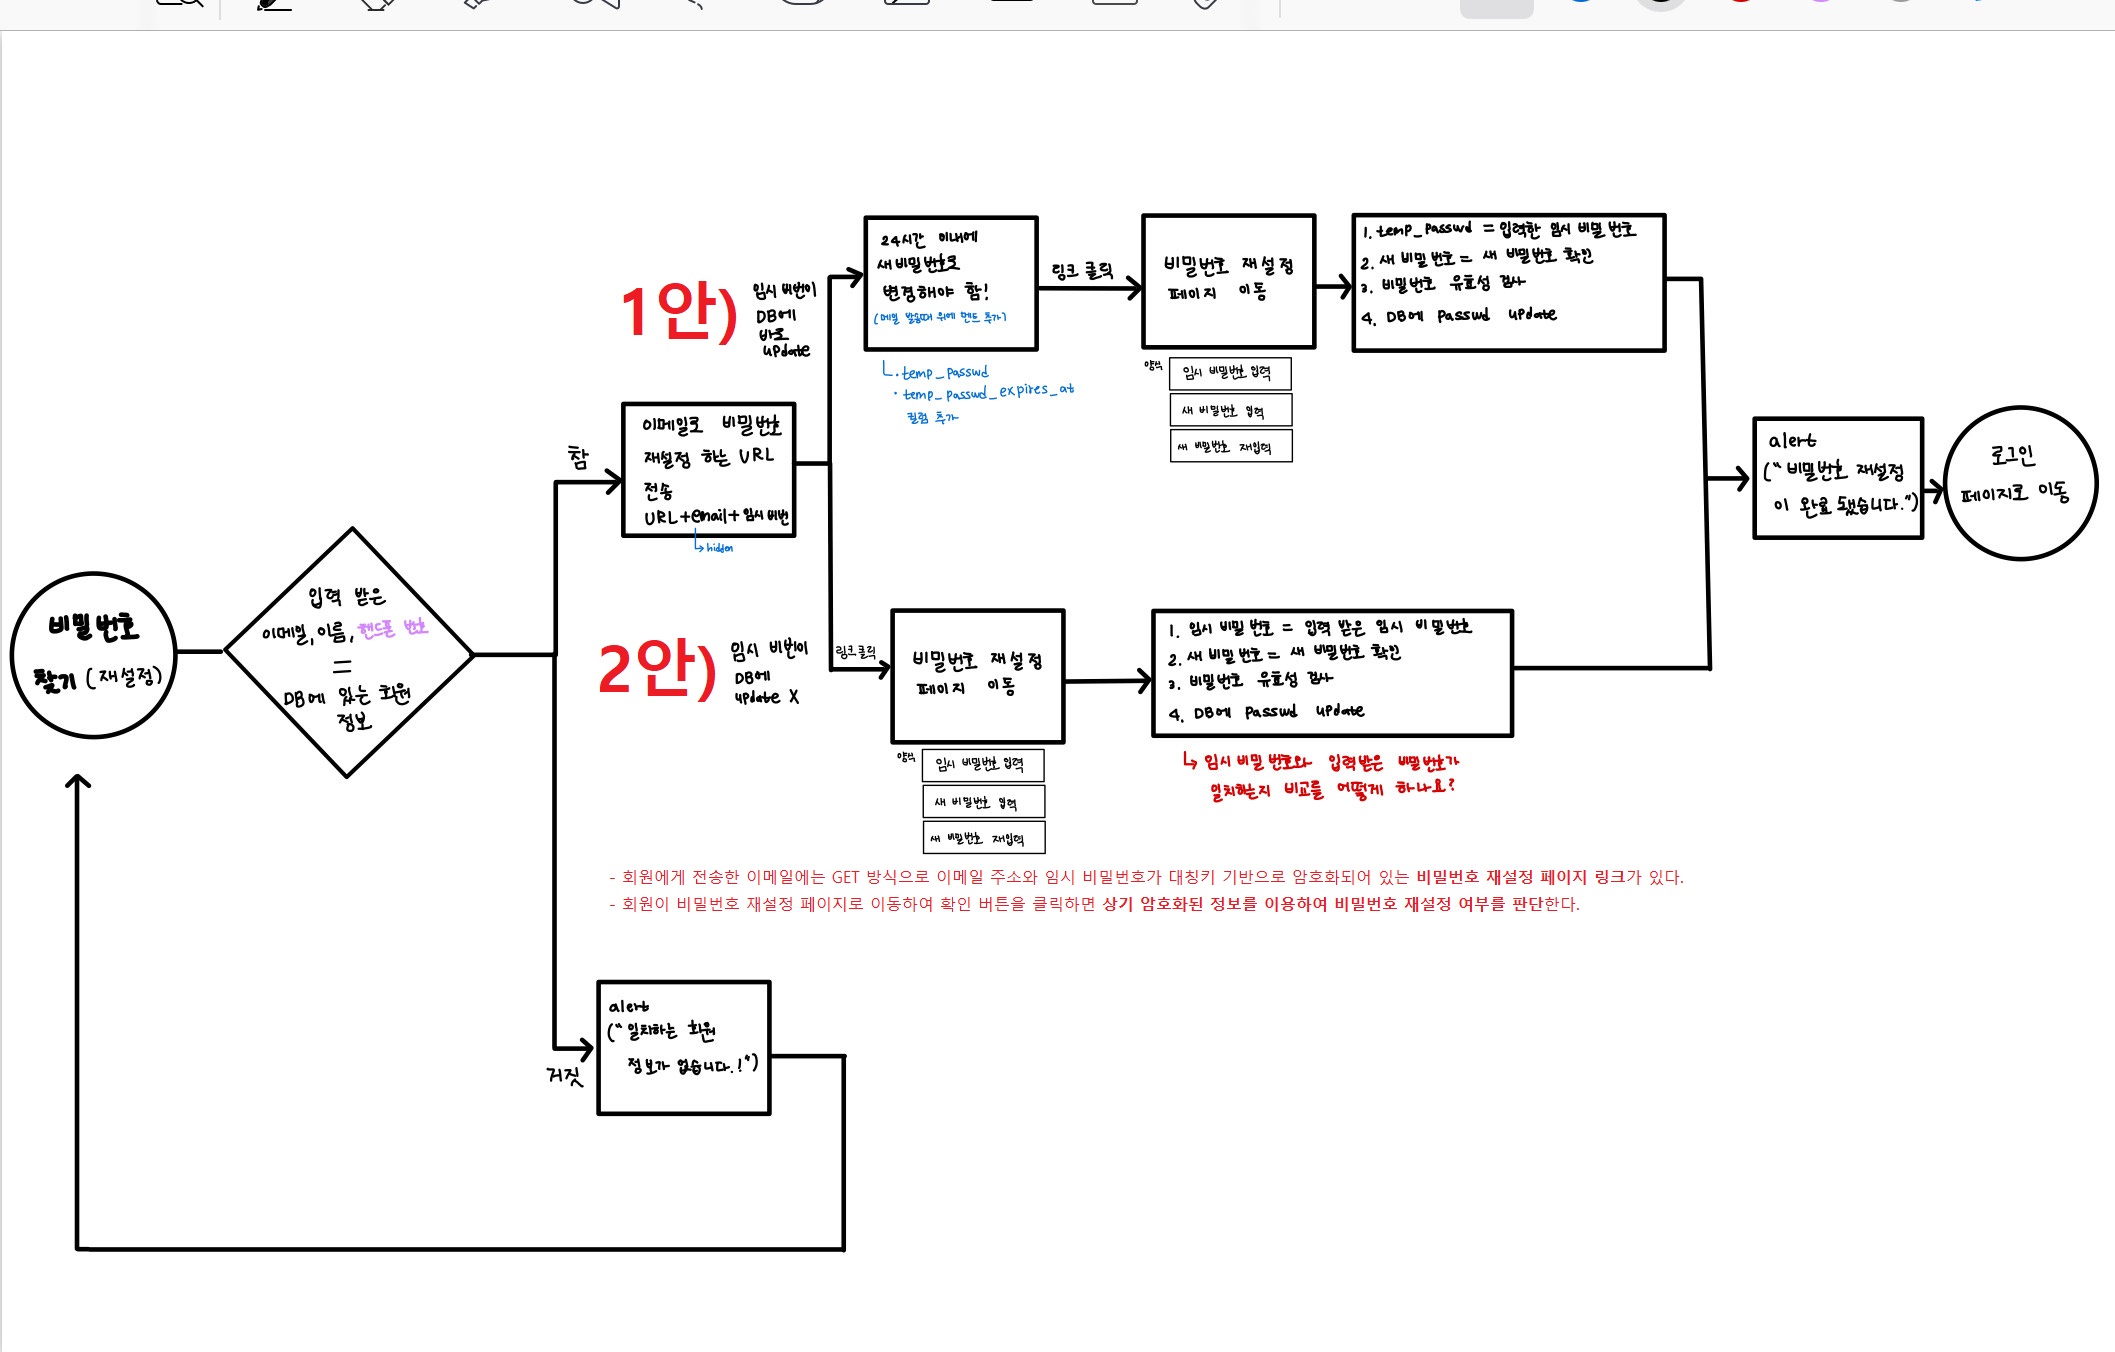 비밀번호
찾기 (재설정)
입력 받은
이메일, 이름, 핸드폰 번호
=
DB에 있는 회원
정보
참
이메일로 비밀번호
재설정 하는 URL
전송
URL+email+임시비번
↳ hidden
1안)
임시 비번이
DB에
바로
update
24시간 이내에
새 비밀번호로
변경해야 함!
(메일 발송때 위에 멘트 추가)
· temp_passwd
· temp_passwd_expires_at
컬럼 추가
링크 클릭
비밀번호 재설정
페이지 이동
양식
임시 비밀번호 입력
새 비밀번호 입력
새 비밀번호 재입력
1. temp_passwd = 입력한 임시 비밀번호
2. 새 비밀 번호 = 새 비밀번호 확인
3. 비밀번호 유효성 검사
4. DB에 passwd update
2안)
임시 비번이
DB에
update X
링크 클릭
비밀번호 재설정
페이지 이동
양식
임시 비밀번호 입력
새 비밀번호 입력
새 비밀번호 재입력
1. 임시 비밀 번호 = 입력 받은 임시 비밀번호
2. 새 비밀 번호 = 새 비밀번호 확인
3. 비밀번호 유효성 검사
4. DB에 passwd update
↳ 임시 비밀 번호와 입력받은 비밀번호가
일치하는지 비교를 어떻게 하나요?
- 회원에게 전송한 이메일에는 GET 방식으로 이메일 주소와 임시 비밀번호가 대칭키 기반으로 암호화되어 있는 비밀번호 재설정 페이지 링크가 있다.
- 회원이 비밀번호 재설정 페이지로 이동하여 확인 버튼을 클릭하면 상기 암호화된 정보를 이용하여 비밀번호 재설정 여부를 판단한다.
alert
("비밀번호 재설정
이 완료 됐습니다.")
로그인
페이지로 이동
거짓
alert
("일치하는 회원
정보가 없습니다.!")